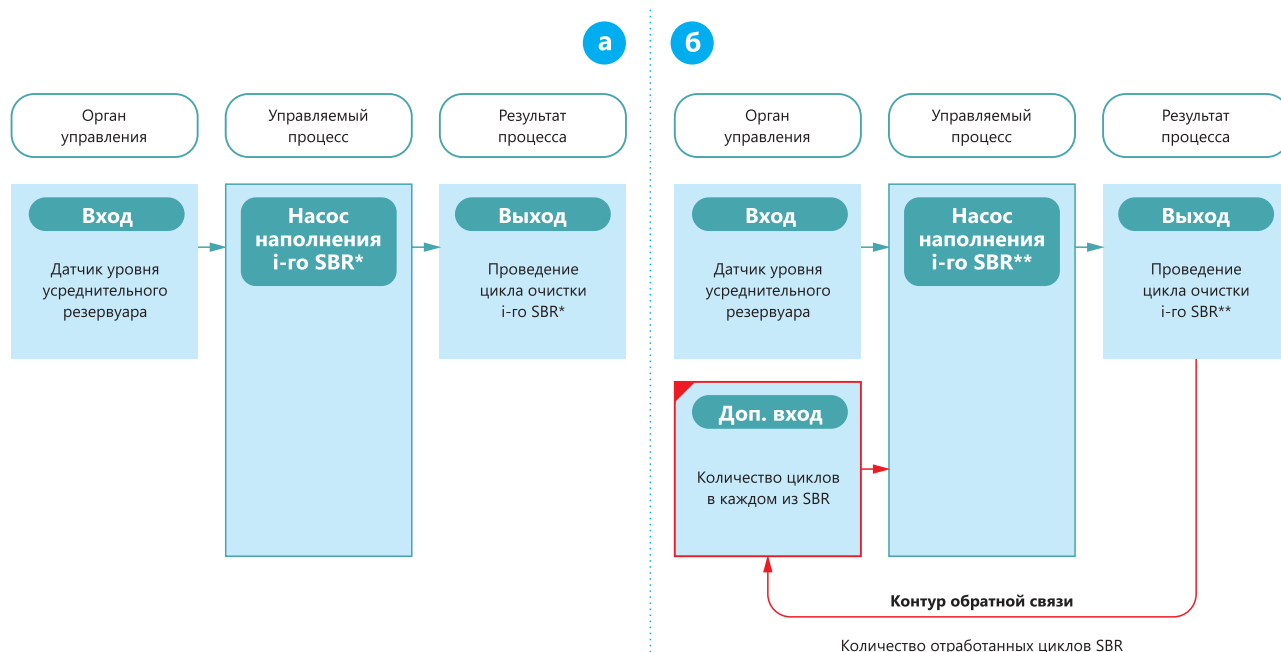 а
Орган
управления
Управляемый
процесс
Результат
процесса
Вход
Датчик уровня
усреднительного
резервуара
Насос
наполнения
i-го SBR*
Выход
Проведение
цикла очистки
i-го SBR*
б
Орган
управления
Управляемый
процесс
Результат
процесса
Вход
Датчик уровня
усреднительного
резервуара
Насос
наполнения
i-го SBR**
Выход
Проведение
цикла очистки
i-го SBR**
Доп. вход
Количество циклов
в каждом из SBR
Контур обратной связи
Количество отработанных циклов SBR